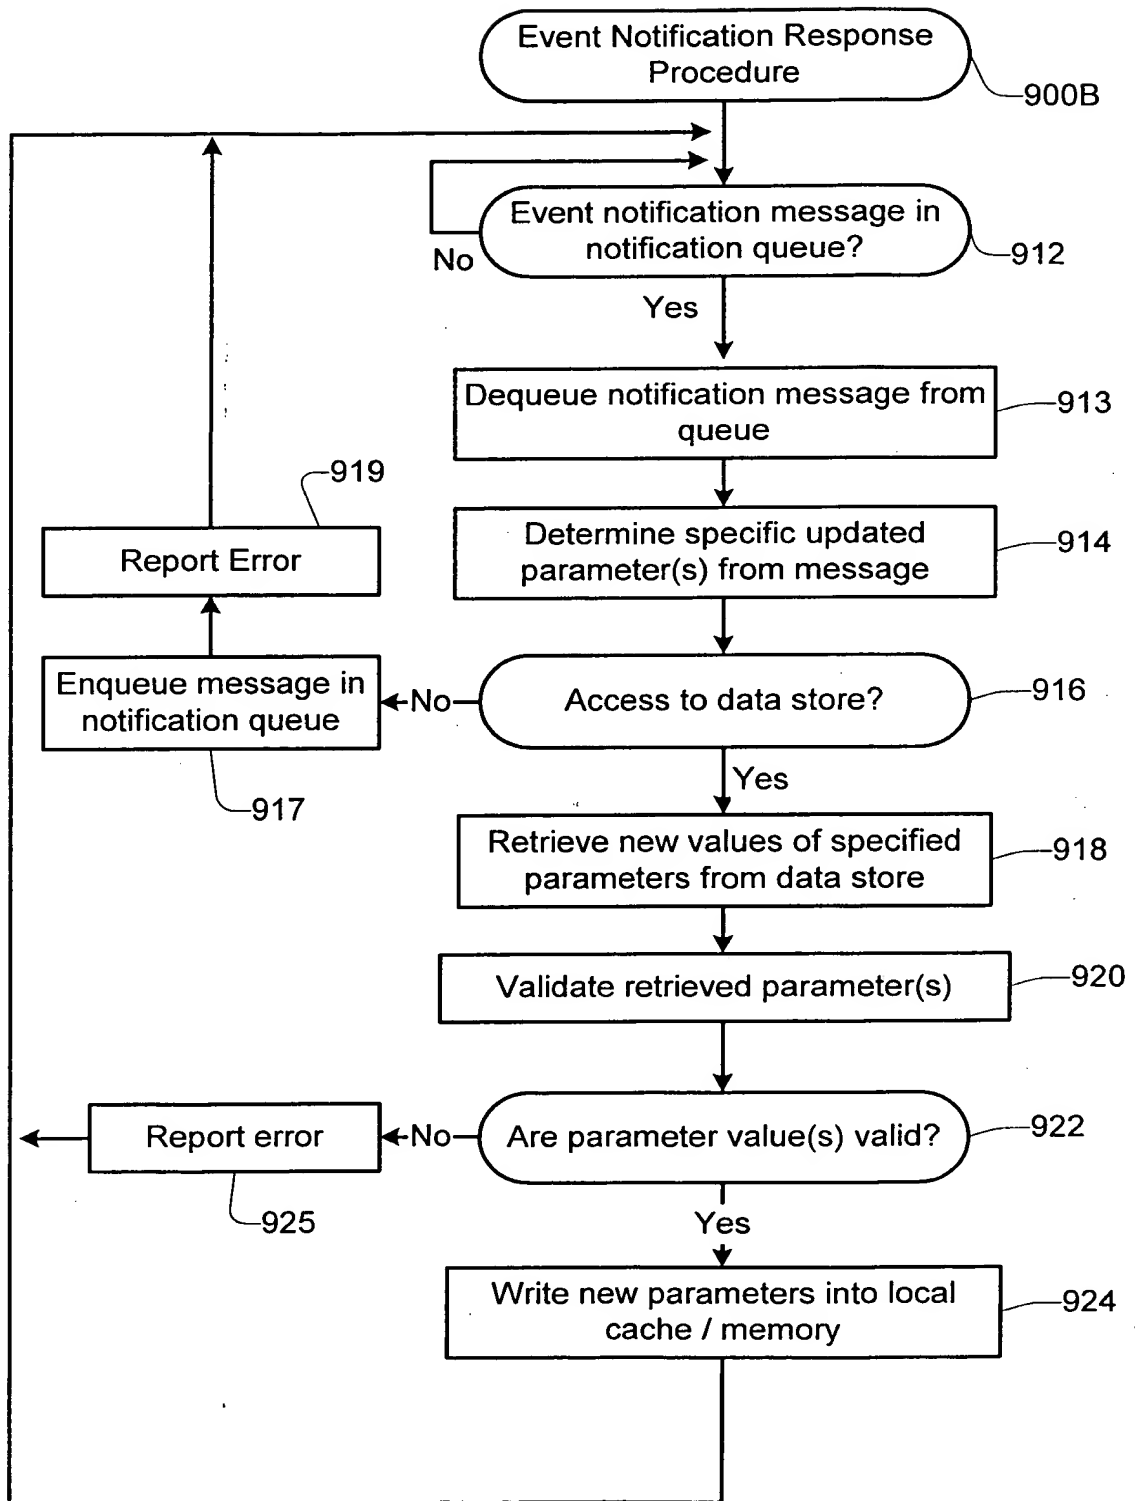 Event Notification Response
Procedure
900B
Event notification message in
notification queue?
912
No
Yes
Dequeue notification message from
queue
913
919
Report Error
Determine specific updated
parameter(s) from message
914
Enqueue message in
notification queue
917
No
Access to data store?
916
Yes
Retrieve new values of specified
parameters from data store
918
Validate retrieved parameter(s)
920
Report error
925
No
Are parameter value(s) valid?
922
Yes
Write new parameters into local
cache / memory
924